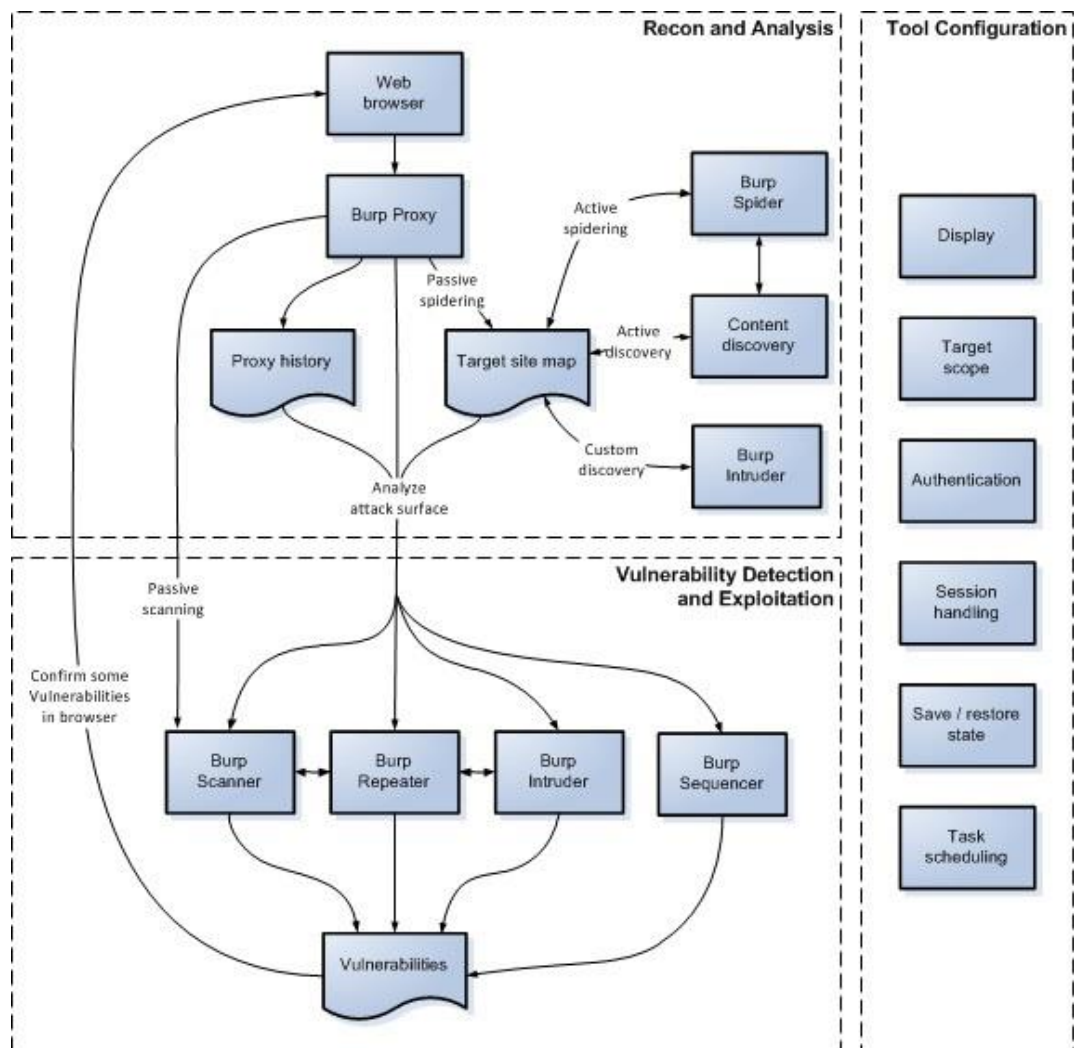 Recon and Analysis
Tool Configuration
Web
browser
Burp Proxy
Burp
Spider
Active
spidering
Passive
spidering
Proxy history
Target site map
Active
discovery
Content
discovery
Custom
discovery
Burp
Intruder
Analyze
attack surface
Vulnerability Detection
and Exploitation
Passive
scanning
Confirm some
Vulnerabilities
in browser
Burp
Scanner
Burp
Repeater
Burp
Intruder
Burp
Sequencer
Vulnerabilities
Display
Target
scope
Authentication
Session
handling
Save / restore
state
Task
scheduling